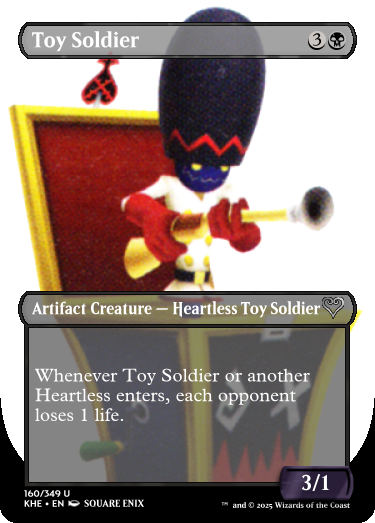 Toy Soldier 3
Artifact Creature — Heartless Toy Soldier
Whenever Toy Soldier or another
Heartless enters, each opponent
loses 1 life.
3/1
160/349 U
KHE • EN SQUARE ENIX
™ and © 2025 Wizards of the Coast